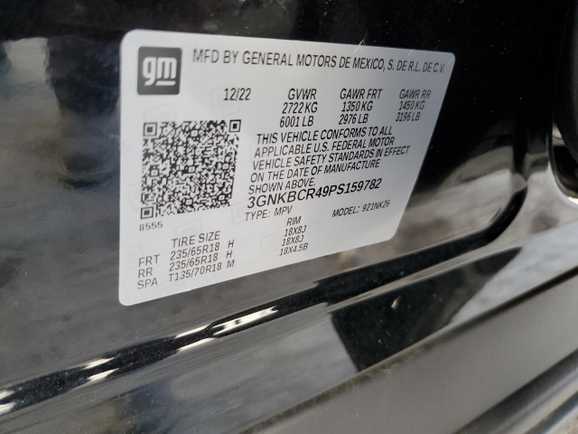 gm
MFD BY GENERAL MOTORS DE MEXICO, S. DE R.L. DE C.V.
12/22 GVWR GAWR FRT GAWR RR
2722 KG 1350 KG 1450 KG
6001 LB 2976 LB 3196 LB
THIS VEHICLE CONFORMS TO ALL
APPLICABLE U.S. FEDERAL MOTOR
VEHICLE SAFETY STANDARDS IN EFFECT
ON THE DATE OF MANUFACTURE
SHOWN ABOVE.
3GNKBCR49PS159782
TYPE: MPV MODEL: 921NK26
8555
TIRE SIZE RIM
FRT 235/65R18 H 18X8J
RR 235/65R18 H 18X8J
SPA T135/70R18 M 18X4.5B